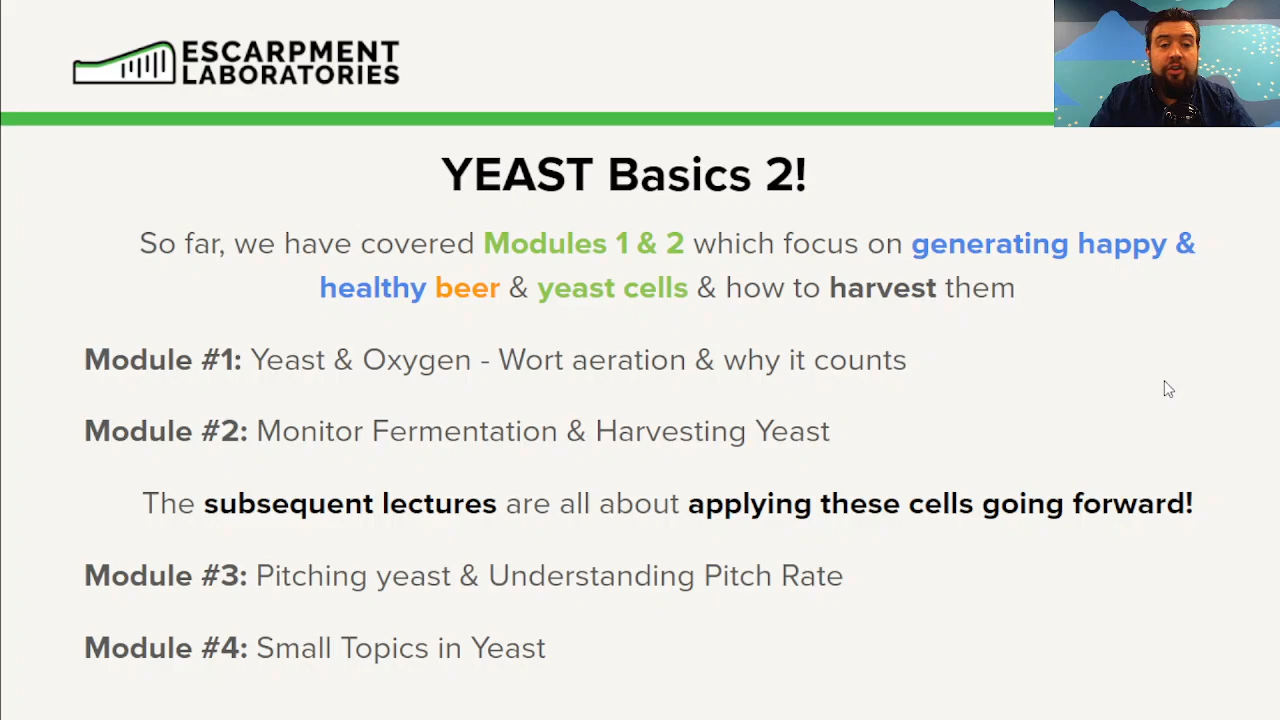 ESCARPMENT
LABORATORIES
YEAST Basics 2!
So far, we have covered Modules 1 & 2 which focus on generating happy &
healthy beer & yeast cells & how to harvest them
Module #1: Yeast & Oxygen - Wort aeration & why it counts
Module #2: Monitor Fermentation & Harvesting Yeast
The subsequent lectures are all about applying these cells going forward!
Module #3: Pitching yeast & Understanding Pitch Rate
Module #4: Small Topics in Yeast